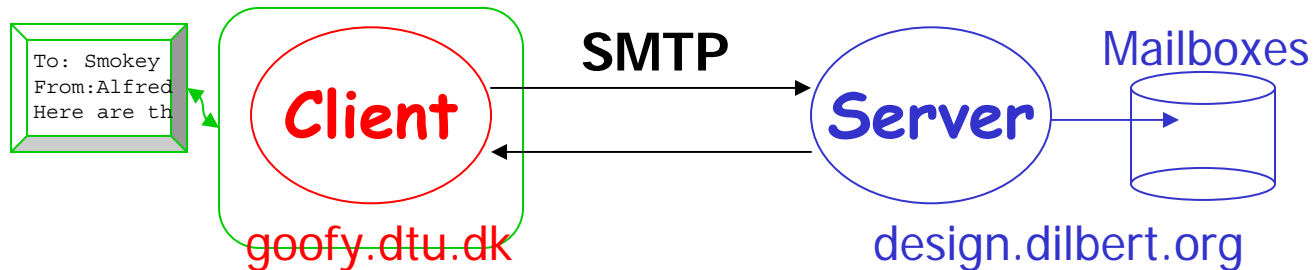 To: Smokey
From:Alfred
Here are th
Client
SMTP
Server
Mailboxes
goofy.dtu.dk
design.dilbert.org